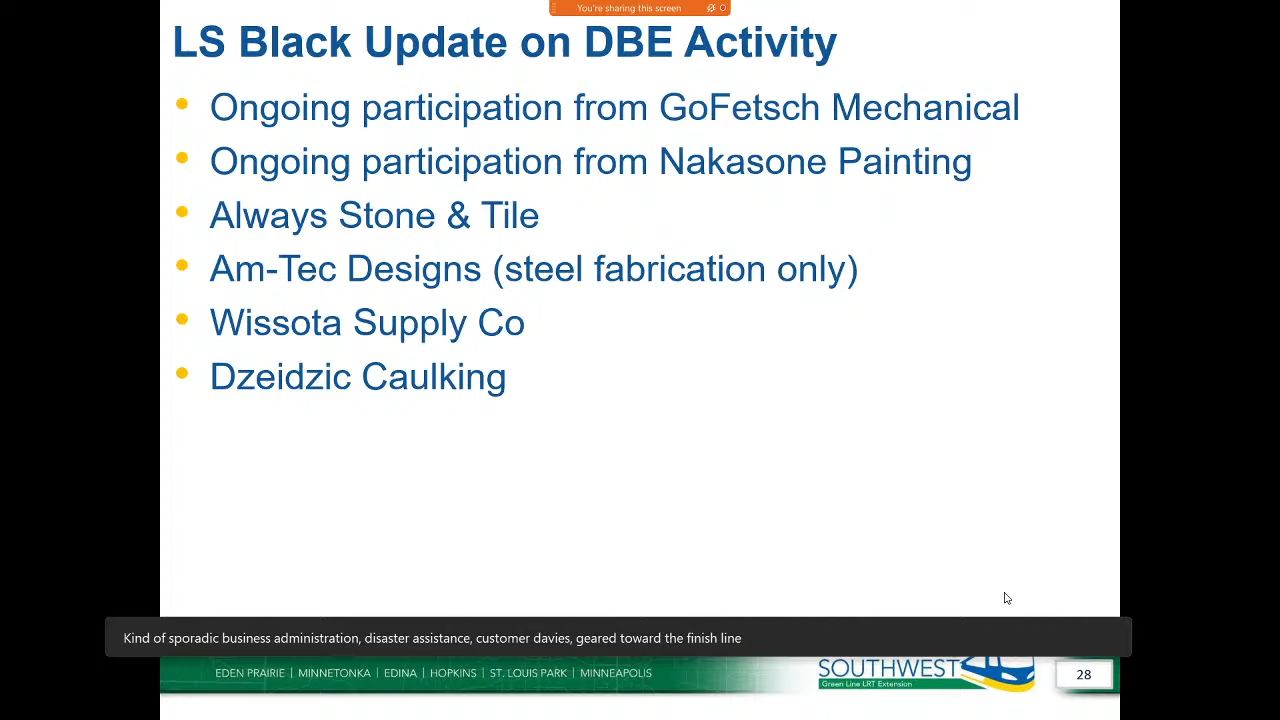 You're sharing this screen
LS Black Update on DBE Activity
Ongoing participation from GoFetsch Mechanical
Ongoing participation from Nakasone Painting
Always Stone & Tile
Am-Tec Designs (steel fabrication only)
Wissota Supply Co
Dzeidzic Caulking
Kind of sporadic business administration, disaster assistance, customer davies, geared toward the finish line
EDEN PRAIRIE | MINNETONKA | EDINA | HOPKINS | ST. LOUIS PARK | MINNEAPOLIS
SOUTHWEST
Green Line LRT Extension
28